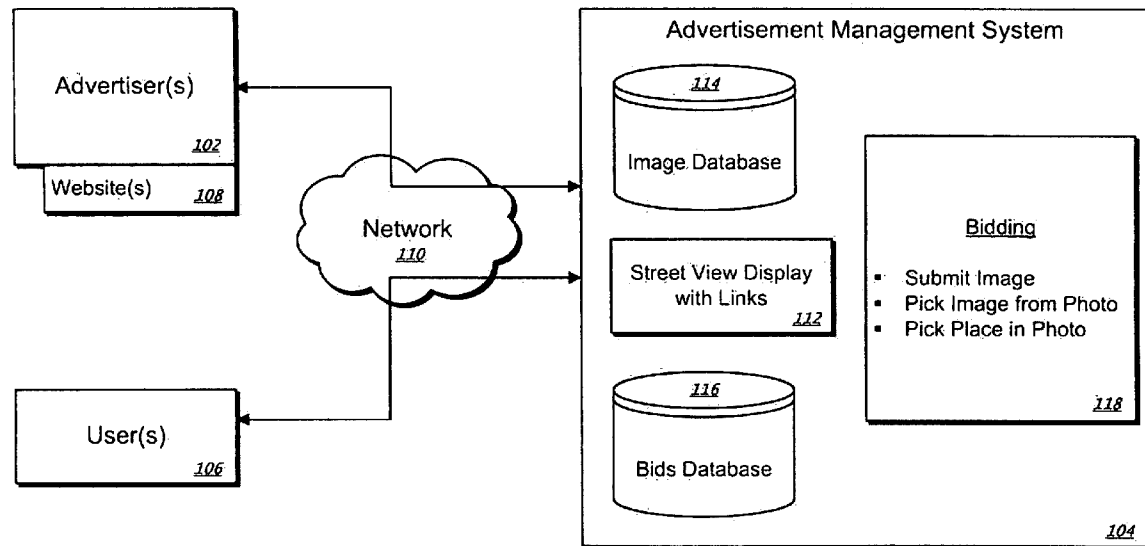 Advertiser(s)
102
Website(s)
108
Network
110
User(s)
106
Advertisement Management System
114
Image Database
Street View Display
with Links
112
116
Bids Database
Bidding
▪ Submit Image
▪ Pick Image from Photo
▪ Pick Place in Photo
118
104